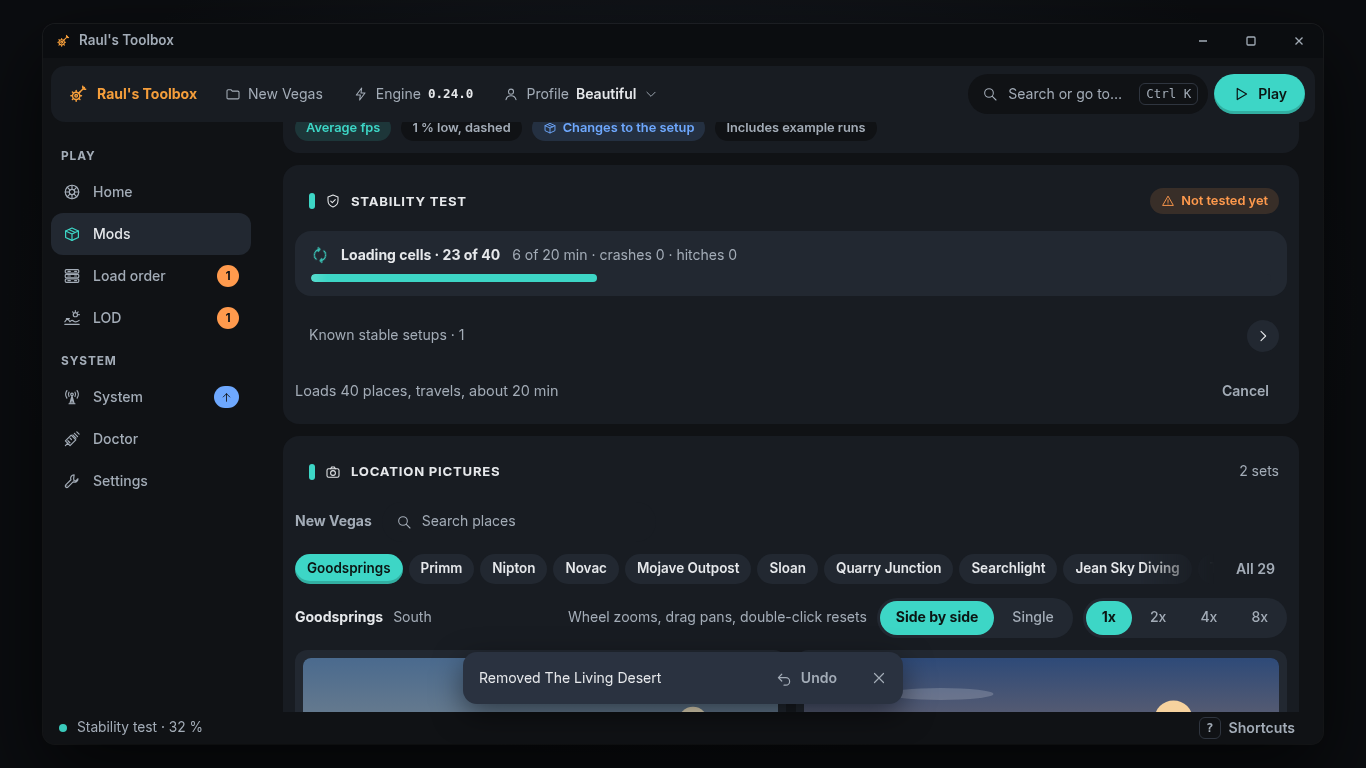 Raul's Toolbox
Raul's Toolbox New Vegas Engine 0.24.0 Profile Beautiful Search or go to... Ctrl K Play
Average fps 1 % low, dashed Changes to the setup Includes example runs
PLAY
Home
Mods
Load order 1
LOD 1
SYSTEM
System
Doctor
Settings
STABILITY TEST Not tested yet
Loading cells · 23 of 40 6 of 20 min · crashes 0 · hitches 0
Known stable setups · 1
Loads 40 places, travels, about 20 min Cancel
LOCATION PICTURES 2 sets
New Vegas Search places
Goodsprings Primm Nipton Novac Mojave Outpost Sloan Quarry Junction Searchlight Jean Sky Diving All 29
Goodsprings South Wheel zooms, drag pans, double-click resets Side by side Single 1x 2x 4x 8x
Removed The Living Desert Undo
Stability test · 32 % ? Shortcuts